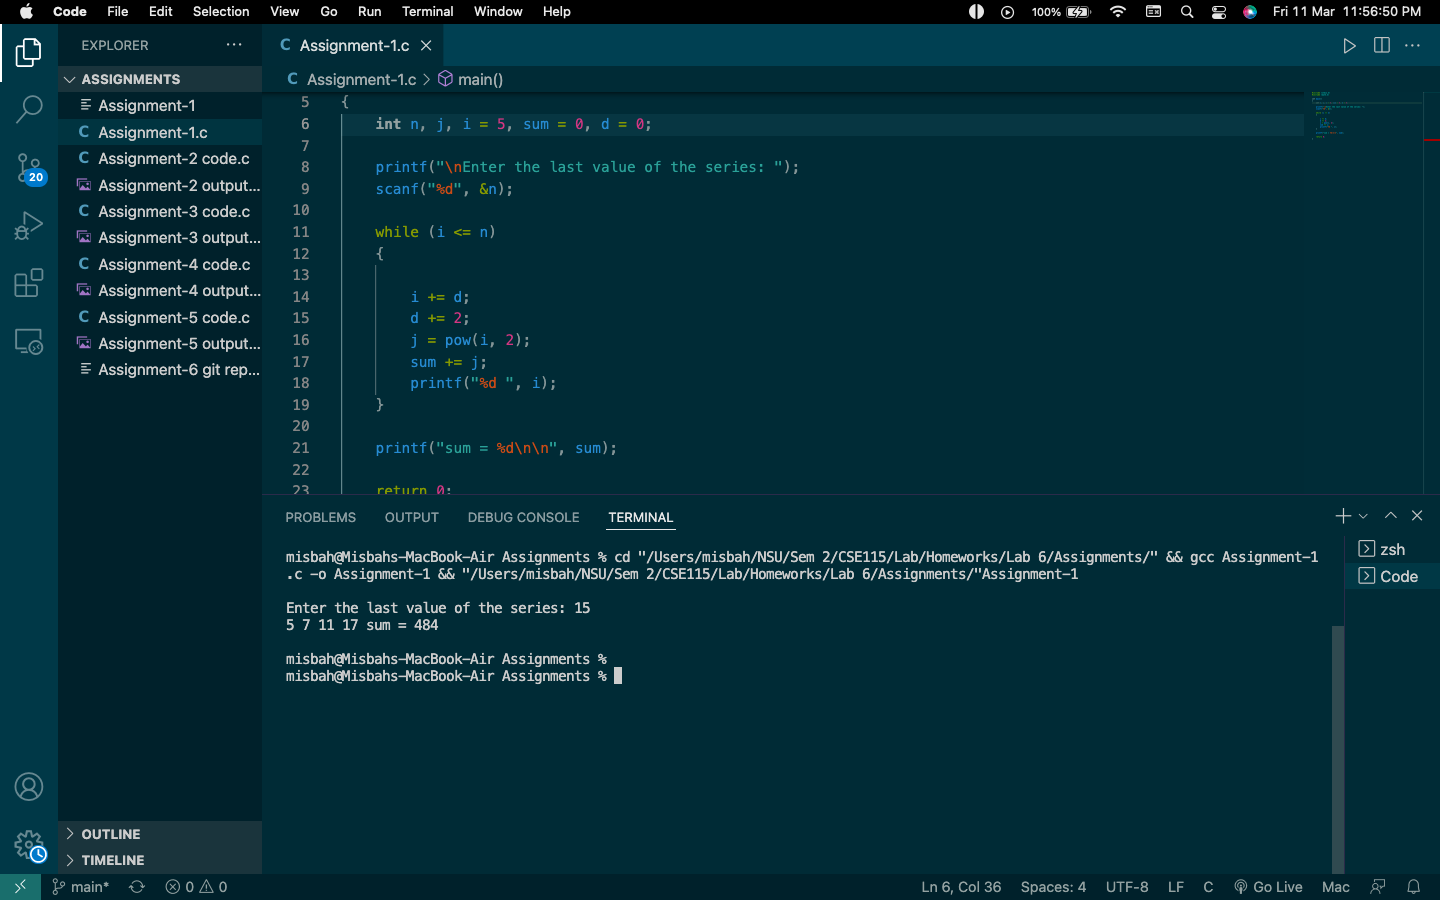 Code File Edit Selection View Go Run Terminal Window Help 100% Fri 11 Mar 11:56:50 PM
EXPLORER
ASSIGNMENTS
Assignment-1
Assignment-1.c
Assignment-2 code.c
Assignment-2 output...
Assignment-3 code.c
Assignment-3 output...
Assignment-4 code.c
Assignment-4 output...
Assignment-5 code.c
Assignment-5 output...
Assignment-6 git rep...
20
OUTLINE
TIMELINE
C Assignment-1.c
C Assignment-1.c > main()
5 {
6 int n, j, i = 5, sum = 0, d = 0;
7
8 printf("\nEnter the last value of the series: ");
9 scanf("%d", &n);
10
11 while (i <= n)
12 {
13
14 i += d;
15 d += 2;
16 j = pow(i, 2);
17 sum += j;
18 printf("%d ", i);
19 }
20
21 printf("sum = %d\n\n", sum);
22
23 return 0;
PROBLEMS OUTPUT DEBUG CONSOLE TERMINAL
misbah@Misbahs-MacBook-Air Assignments % cd "/Users/misbah/NSU/Sem 2/CSE115/Lab/Homeworks/Lab 6/Assignments/" && gcc Assignment-1
.c -o Assignment-1 && "/Users/misbah/NSU/Sem 2/CSE115/Lab/Homeworks/Lab 6/Assignments/"Assignment-1
Enter the last value of the series: 15
5 7 11 17 sum = 484
misbah@Misbahs-MacBook-Air Assignments %
misbah@Misbahs-MacBook-Air Assignments %
zsh
Code
main* 0 0 Ln 6, Col 36 Spaces: 4 UTF-8 LF C Go Live Mac